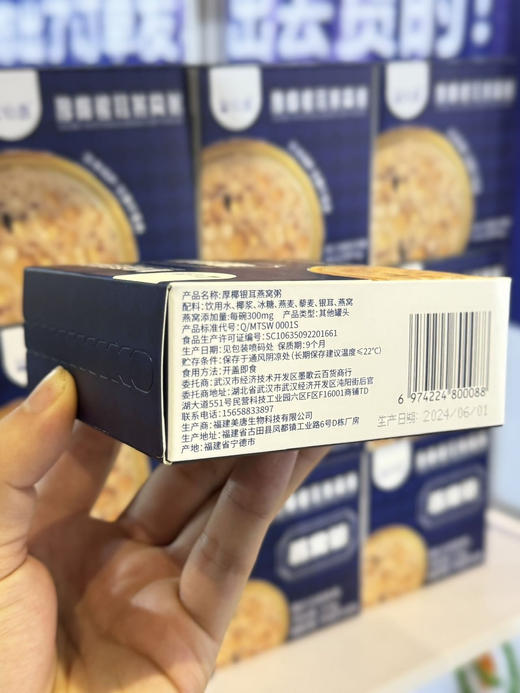 出去贡的！
厚椰银耳燕窝粥
产品名称：厚椰银耳燕窝粥
配料：饮用水、椰浆、冰糖、燕麦、藜麦、银耳、燕窝
燕窝添加量：每碗300mg 产品类型：其他罐头
产品标准代号：Q/MTSW 0001S
食品生产许可证编号：SC10635092201661
生产日期：见包装喷码处 保质期：9个月
贮存条件：保存于通风阴凉处（长期保存建议温度≤22℃）
食用方法：开盖即食
委托商：武汉市经济技术开发区墨歌云百货商行
委托商地址：湖北省武汉市武汉经济开发区沌阳街后官
湖大道551号民营科技工业园六区F区F16001商铺TD
联系电话：15658833897
生产商：福建美唐生物科技有限公司
生产地址：福建省古田县凤都镇工业路6号D栋厂房
产地：福建省宁德市
6 974224 800088
生产日期 2024/06/01